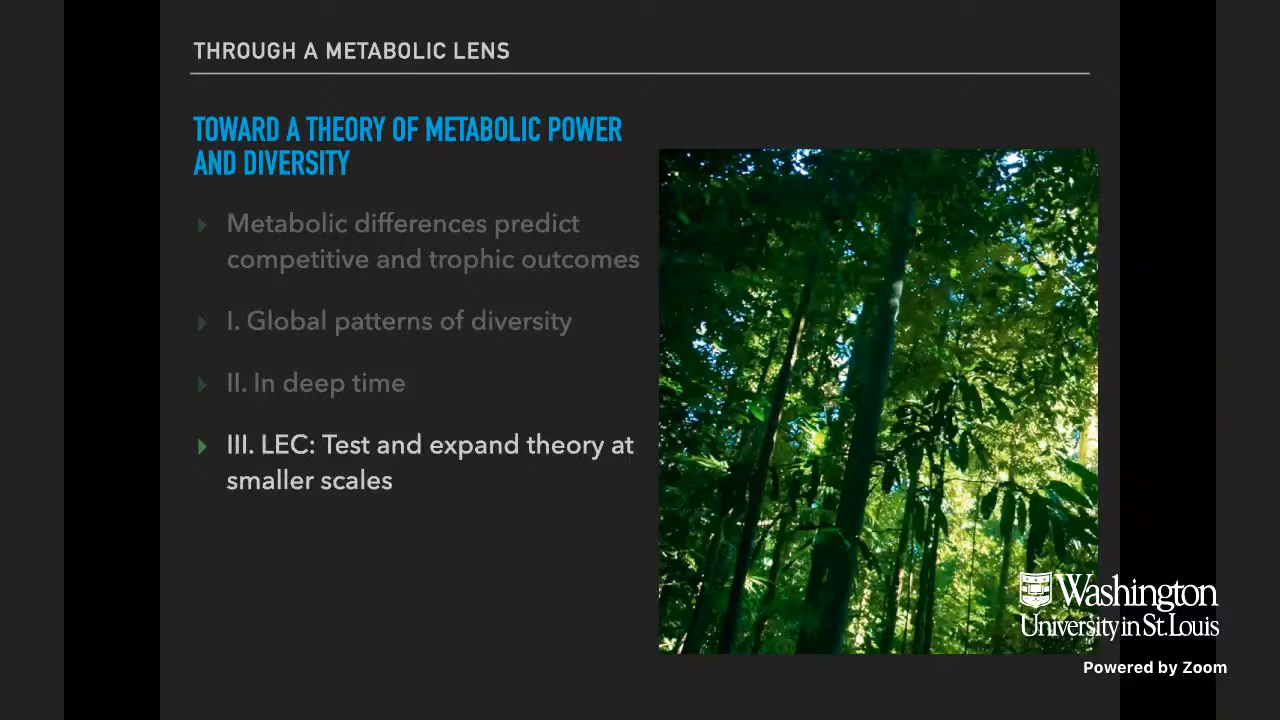 THROUGH A METABOLIC LENS
TOWARD A THEORY OF METABOLIC POWER
AND DIVERSITY
Metabolic differences predict
competitive and trophic outcomes
I. Global patterns of diversity
II. In deep time
III. LEC: Test and expand theory at
smaller scales
Washington
University in St. Louis
Powered by Zoom